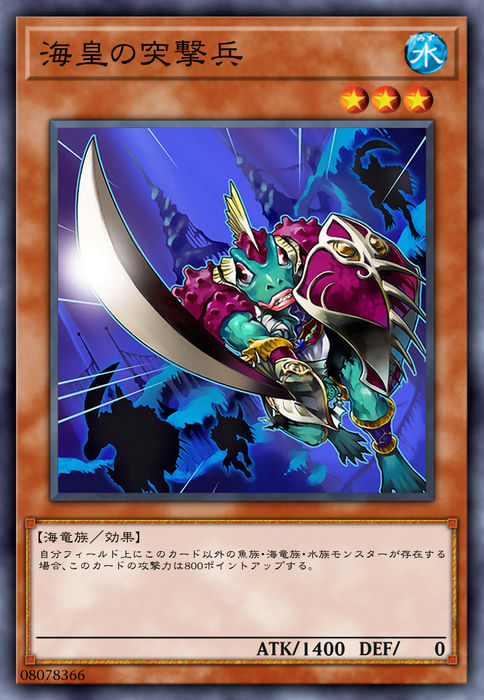 海皇の突撃兵
みず
水
【海竜族／効果】
自分フィールド上にこのカード以外の魚族・海竜族・水族モンスターが存在する
場合、このカードの攻撃力は800ポイントアップする。
ATK/1400 DEF/ 0
08078366